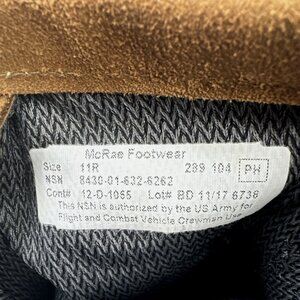 McRae Footwear
Size 11R 289 104 PH
NSN 8430-01-632-6262
Cont# 12-D-1055 Lot# BD 11/17 6738
This NSN is authorized by the US Army for
Flight and Combat Vehicle Crewman Use